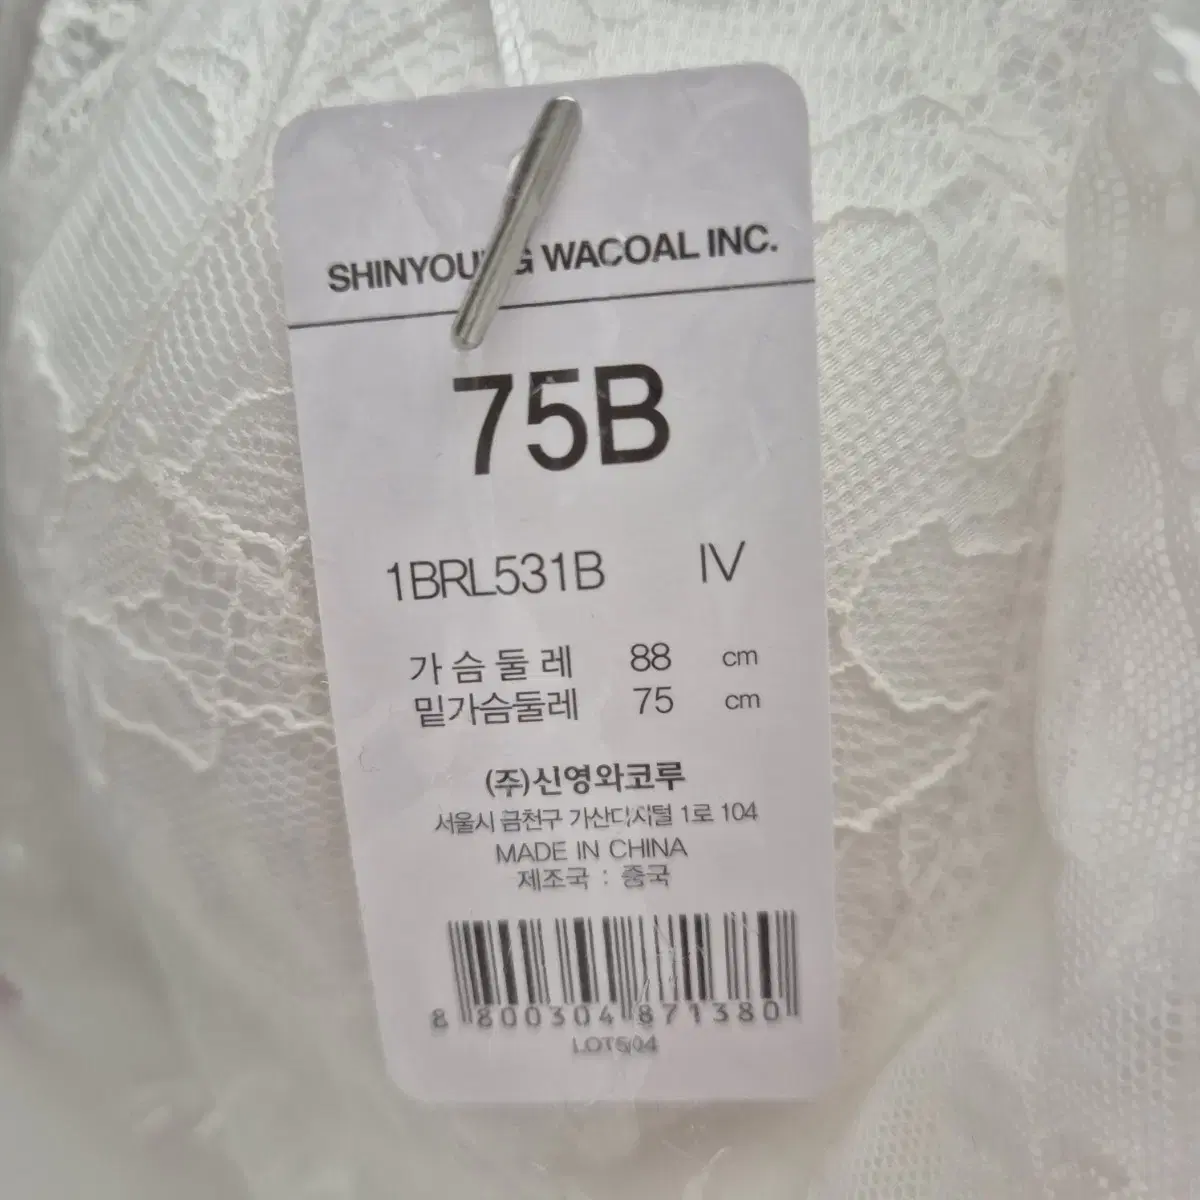 SHINYOUNG WACOAL INC.
75B
1BRL531B IV
가슴둘레 88 cm
밑가슴둘레 75 cm
(주)신영와코루
서울시 금천구 가산디지털 1로 104
MADE IN CHINA
제조국 : 중국
8 800304 871380